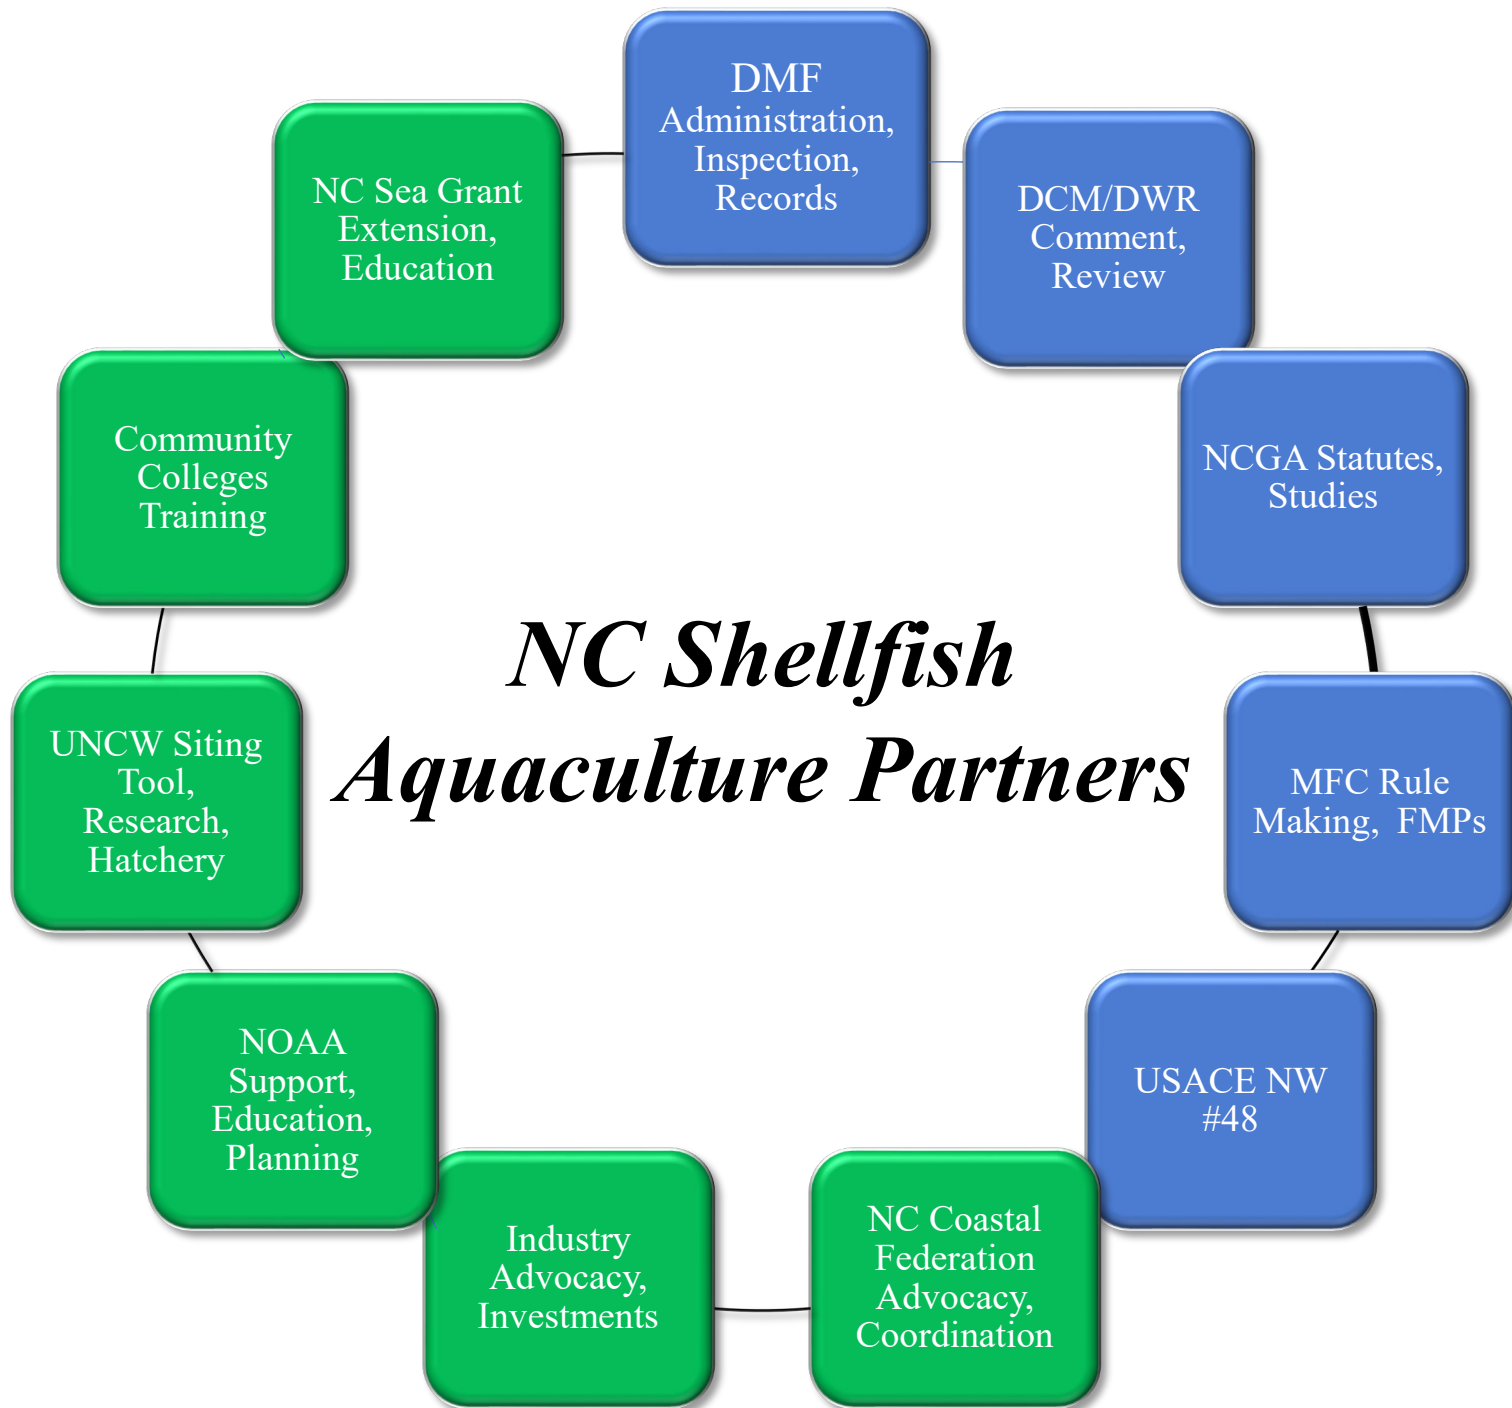 DMF
Administration,
Inspection,
Records
DCM/DWR
Comment,
Review
NCGA Statutes,
Studies
MFC Rule
Making,  FMPs
USACE NW
#48
NC Coastal
Federation
Advocacy,
Coordination
Industry
Advocacy,
Investments
NOAA
Support,
Education,
Planning
UNCW Siting
Tool,
Research,
Hatchery
Community
Colleges
Training
NC Sea Grant
Extension,
Education
NC Shellfish
Aquaculture Partners